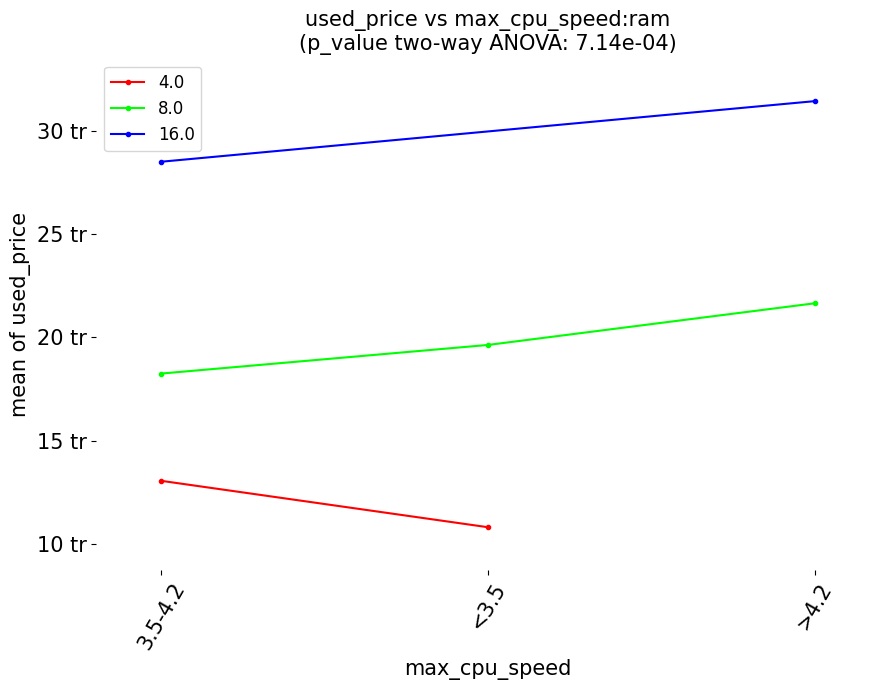 used_price vs max_cpu_speed:ram
(p_value two-way ANOVA: 7.14e-04)
4.0
8.0
16.0
30 tr
25 tr
20 tr
15 tr
10 tr
mean of used_price
3.5-4.2
<3.5
>4.2
max_cpu_speed